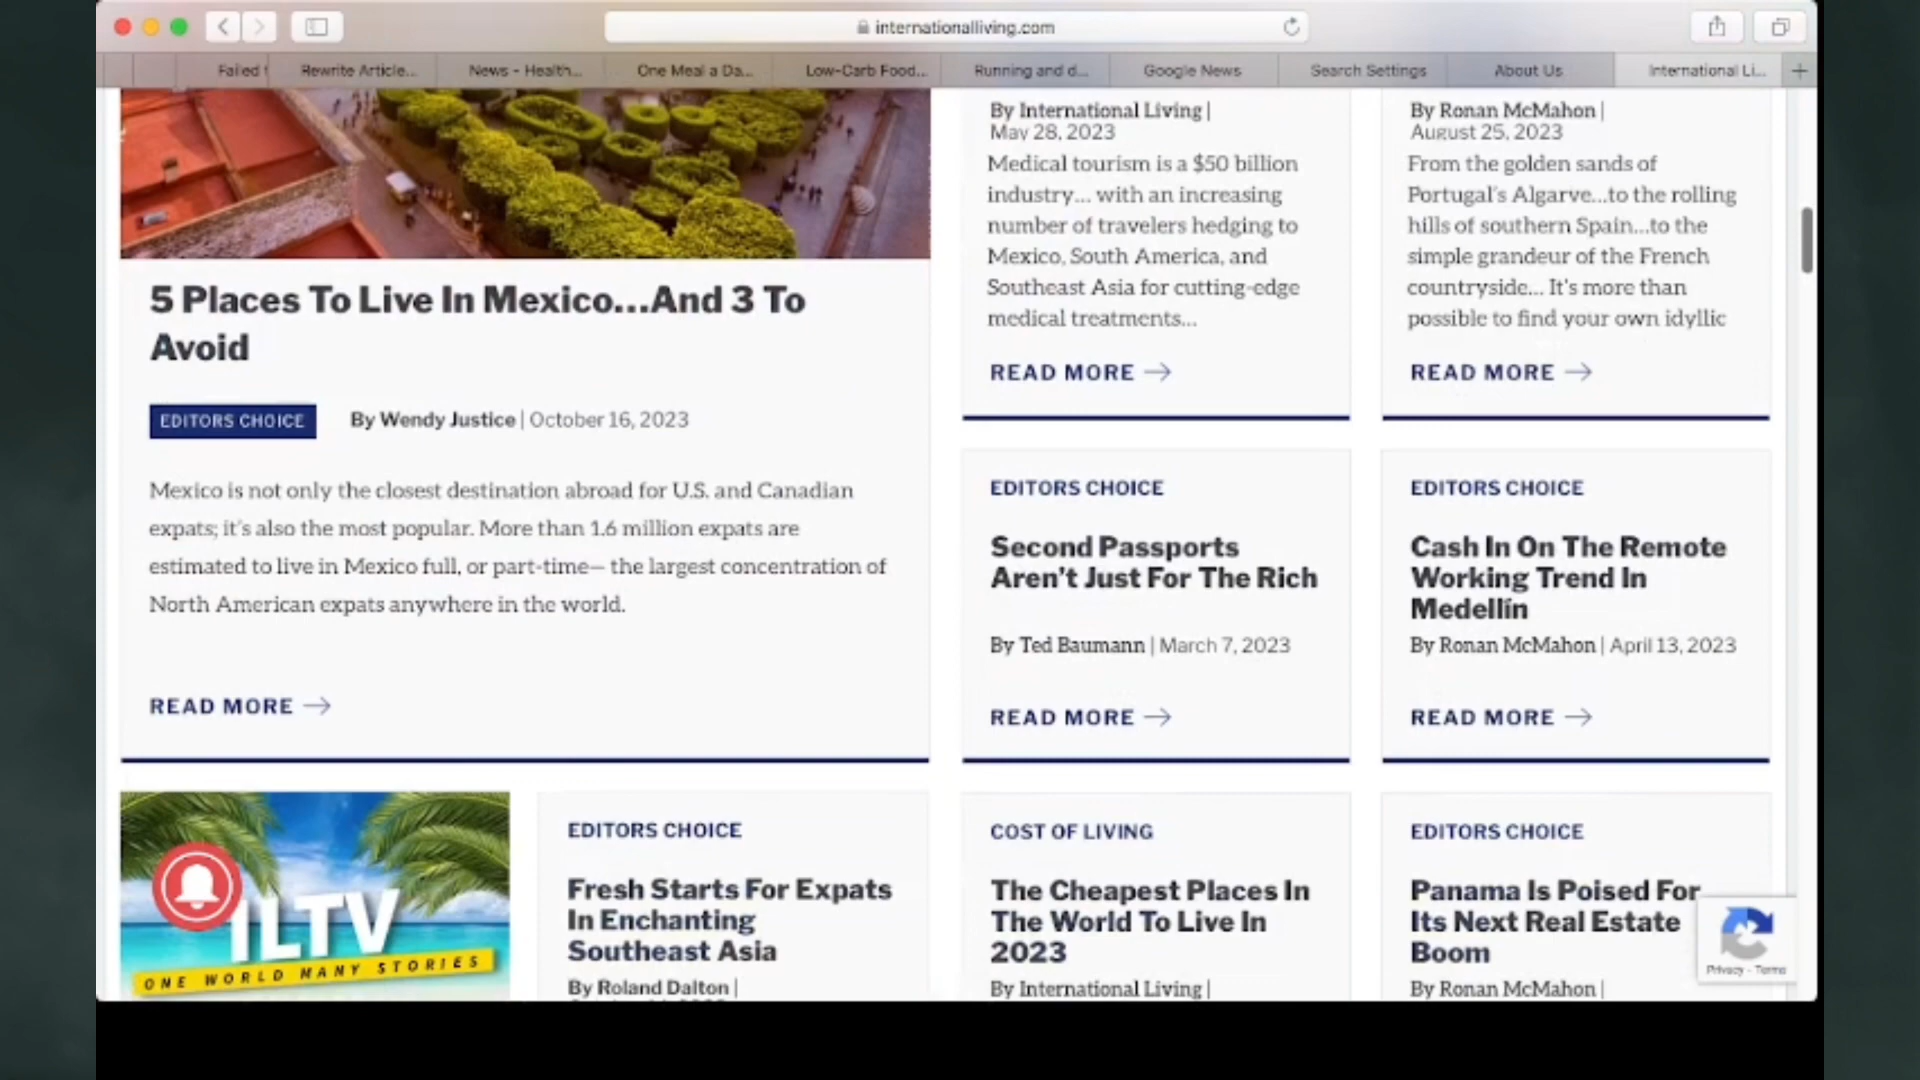 internationalliving.com
Failed
Rewrite Article...
News - Health...
One Meal a Da...
Low-Carb Food...
Running and d...
Google News
Search Settings
About Us
International Li...
5 Places To Live In Mexico...And 3 To
Avoid
EDITORS CHOICE
By Wendy Justice | October 16, 2023
Mexico is not only the closest destination abroad for U.S. and Canadian
expats; it's also the most popular. More than 1.6 million expats are
estimated to live in Mexico full, or part-time— the largest concentration of
North American expats anywhere in the world.
READ MORE
By International Living |
May 28, 2023
Medical tourism is a $50 billion
industry... with an increasing
number of travelers hedging to
Mexico, South America, and
Southeast Asia for cutting-edge
medical treatments...
READ MORE
By Ronan McMahon |
August 25, 2023
From the golden sands of
Portugal's Algarve...to the rolling
hills of southern Spain...to the
simple grandeur of the French
countryside... It's more than
possible to find your own idyllic
READ MORE
EDITORS CHOICE
Second Passports
Aren't Just For The Rich
By Ted Baumann | March 7, 2023
READ MORE
EDITORS CHOICE
Cash In On The Remote
Working Trend In
Medellín
By Ronan McMahon | April 13, 2023
READ MORE
ILTV
ONE WORLD MANY STORIES
EDITORS CHOICE
Fresh Starts For Expats
In Enchanting
Southeast Asia
By Roland Dalton |
COST OF LIVING
The Cheapest Places In
The World To Live In
2023
By International Living |
EDITORS CHOICE
Panama Is Poised For
Its Next Real Estate
Boom
By Ronan McMahon |
Privacy - Terms